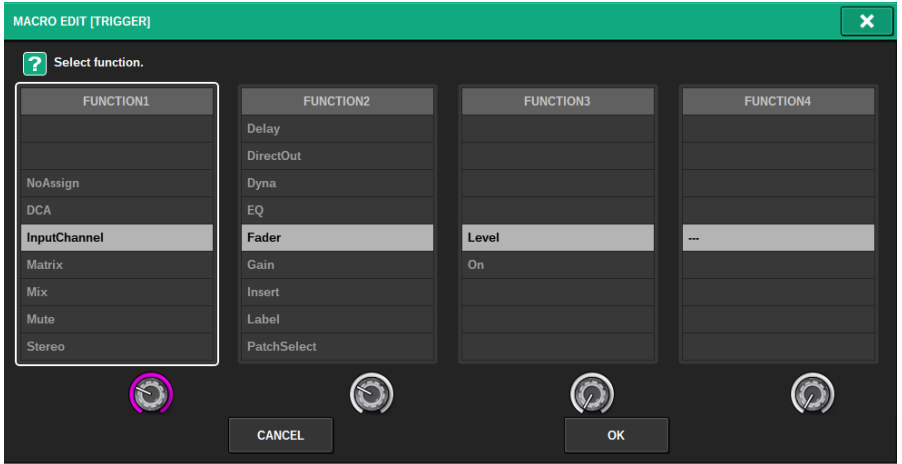 MACRO EDIT [TRIGGER]
? Select function.
FUNCTION1
NoAssign
DCA
InputChannel
Matrix
Mix
Mute
Stereo
FUNCTION2
Delay
DirectOut
Dyna
EQ
Fader
Gain
Insert
Label
PatchSelect
FUNCTION3
Level
On
FUNCTION4
---
CANCEL
OK